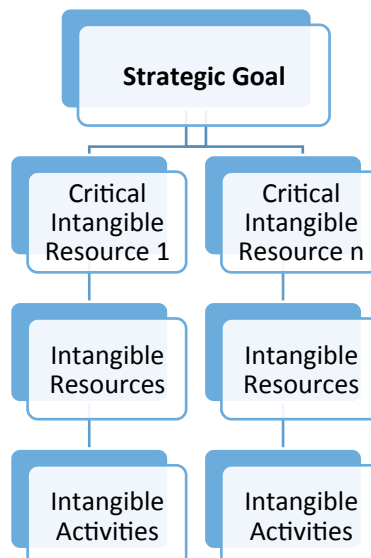 Strategic Goal
Critical
Intangible
Resource 1
Critical
Intangible
Resource n
Intangible
Resources
Intangible
Resources
Intangible
Activities
Intangible
Activities